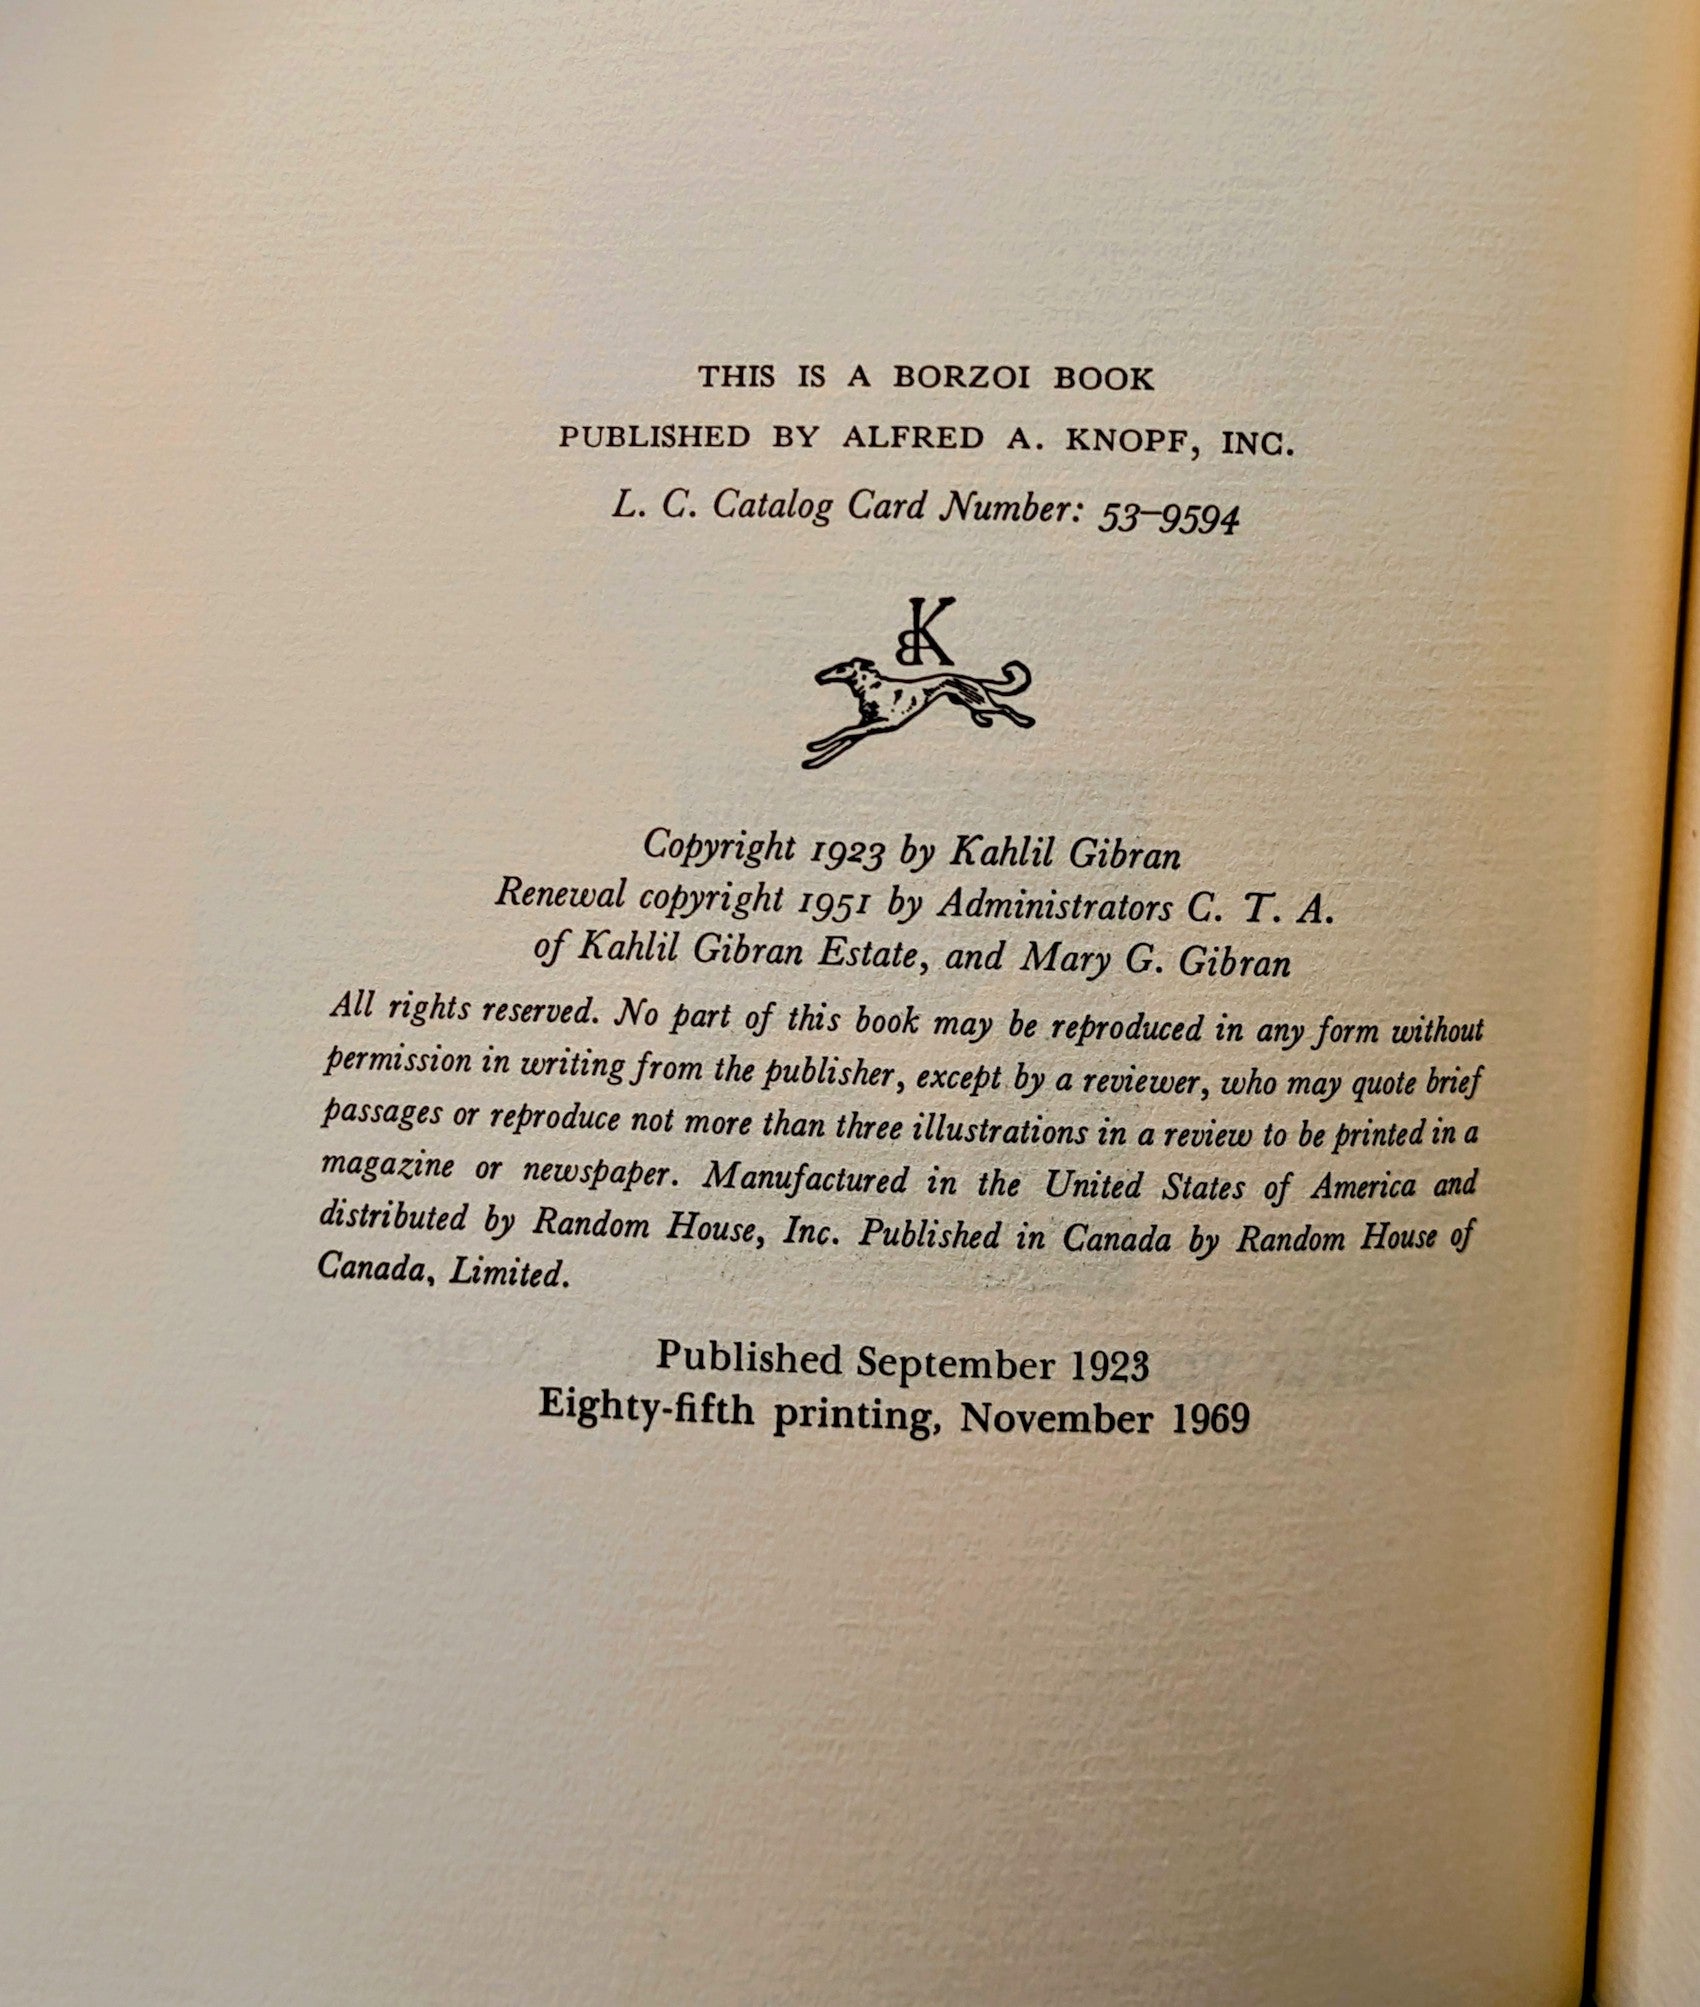 THIS IS A BORZOI BOOK
PUBLISHED BY ALFRED A. KNOPF, INC.
L. C. Catalog Card Number: 53–9594
BK
Copyright 1923 by Kahlil Gibran
Renewal copyright 1951 by Administrators C. T. A.
of Kahlil Gibran Estate, and Mary G. Gibran
All rights reserved. No part of this book may be reproduced in any form without
permission in writing from the publisher, except by a reviewer, who may quote brief
passages or reproduce not more than three illustrations in a review to be printed in a
magazine or newspaper. Manufactured in the United States of America and
distributed by Random House, Inc. Published in Canada by Random House of
Canada, Limited.
Published September 1923
Eighty-fifth printing, November 1969